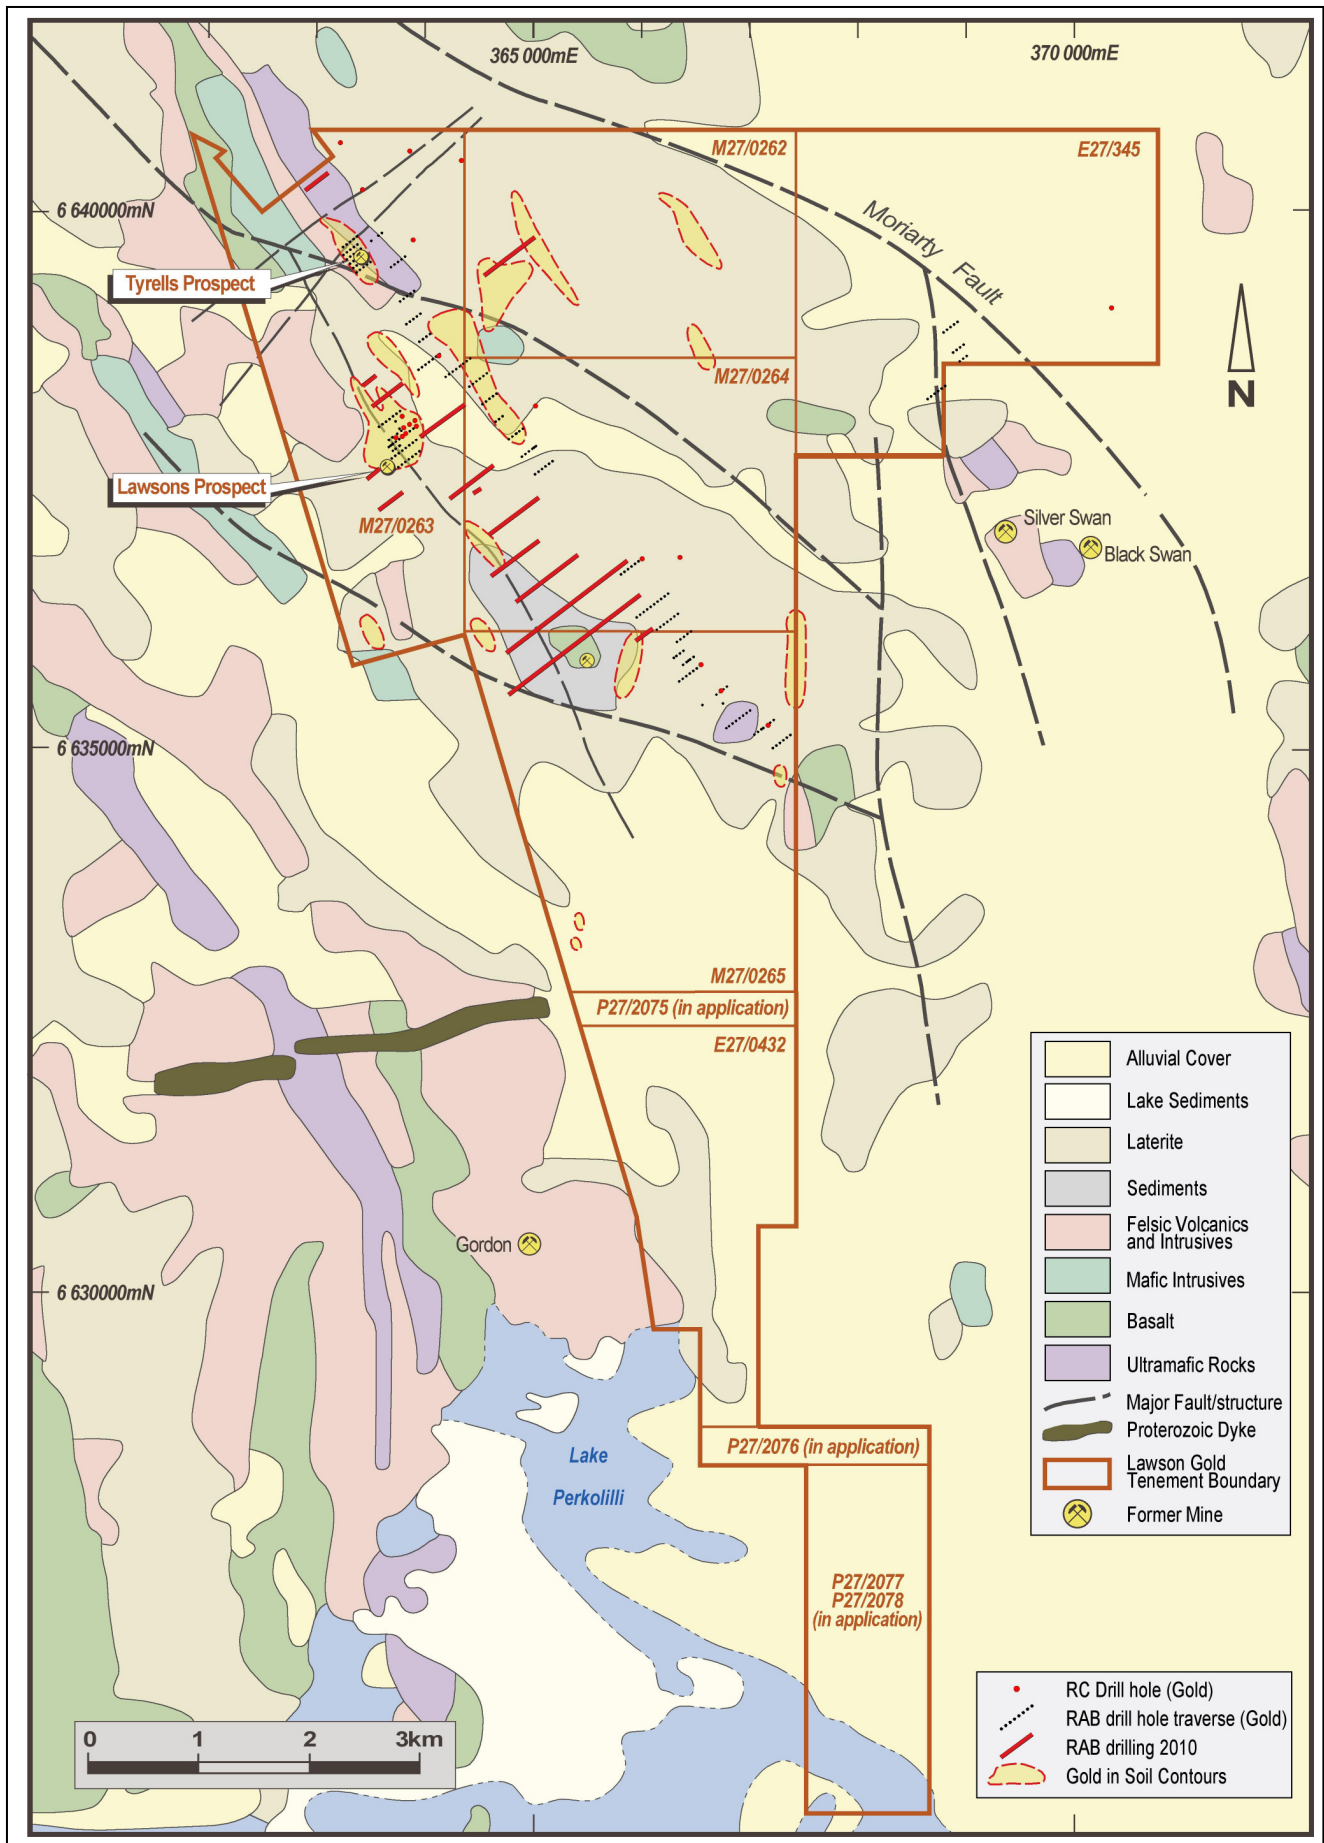 365 000mE
370 000mE
M27/0262
E27/345
6 640000mN
Moriarty Fault
Tyrells Prospect
M27/0264
N
Lawsons Prospect
M27/0263
Silver Swan
Black Swan
6 635000mN
M27/0265
P27/2075 (in application)
E27/0432
Gordon
6 630000mN
P27/2076 (in application)
Lake
Perkolilli
P27/2077
P27/2078
(in application)
Alluvial Cover
Lake Sediments
Laterite
Sediments
Felsic Volcanics
and Intrusives
Mafic Intrusives
Basalt
Ultramafic Rocks
Major Fault/structure
Proterozoic Dyke
Lawson Gold
Tenement Boundary
Former Mine
RC Drill hole (Gold)
RAB drill hole traverse (Gold)
RAB drilling 2010
Gold in Soil Contours
0 1 2 3km